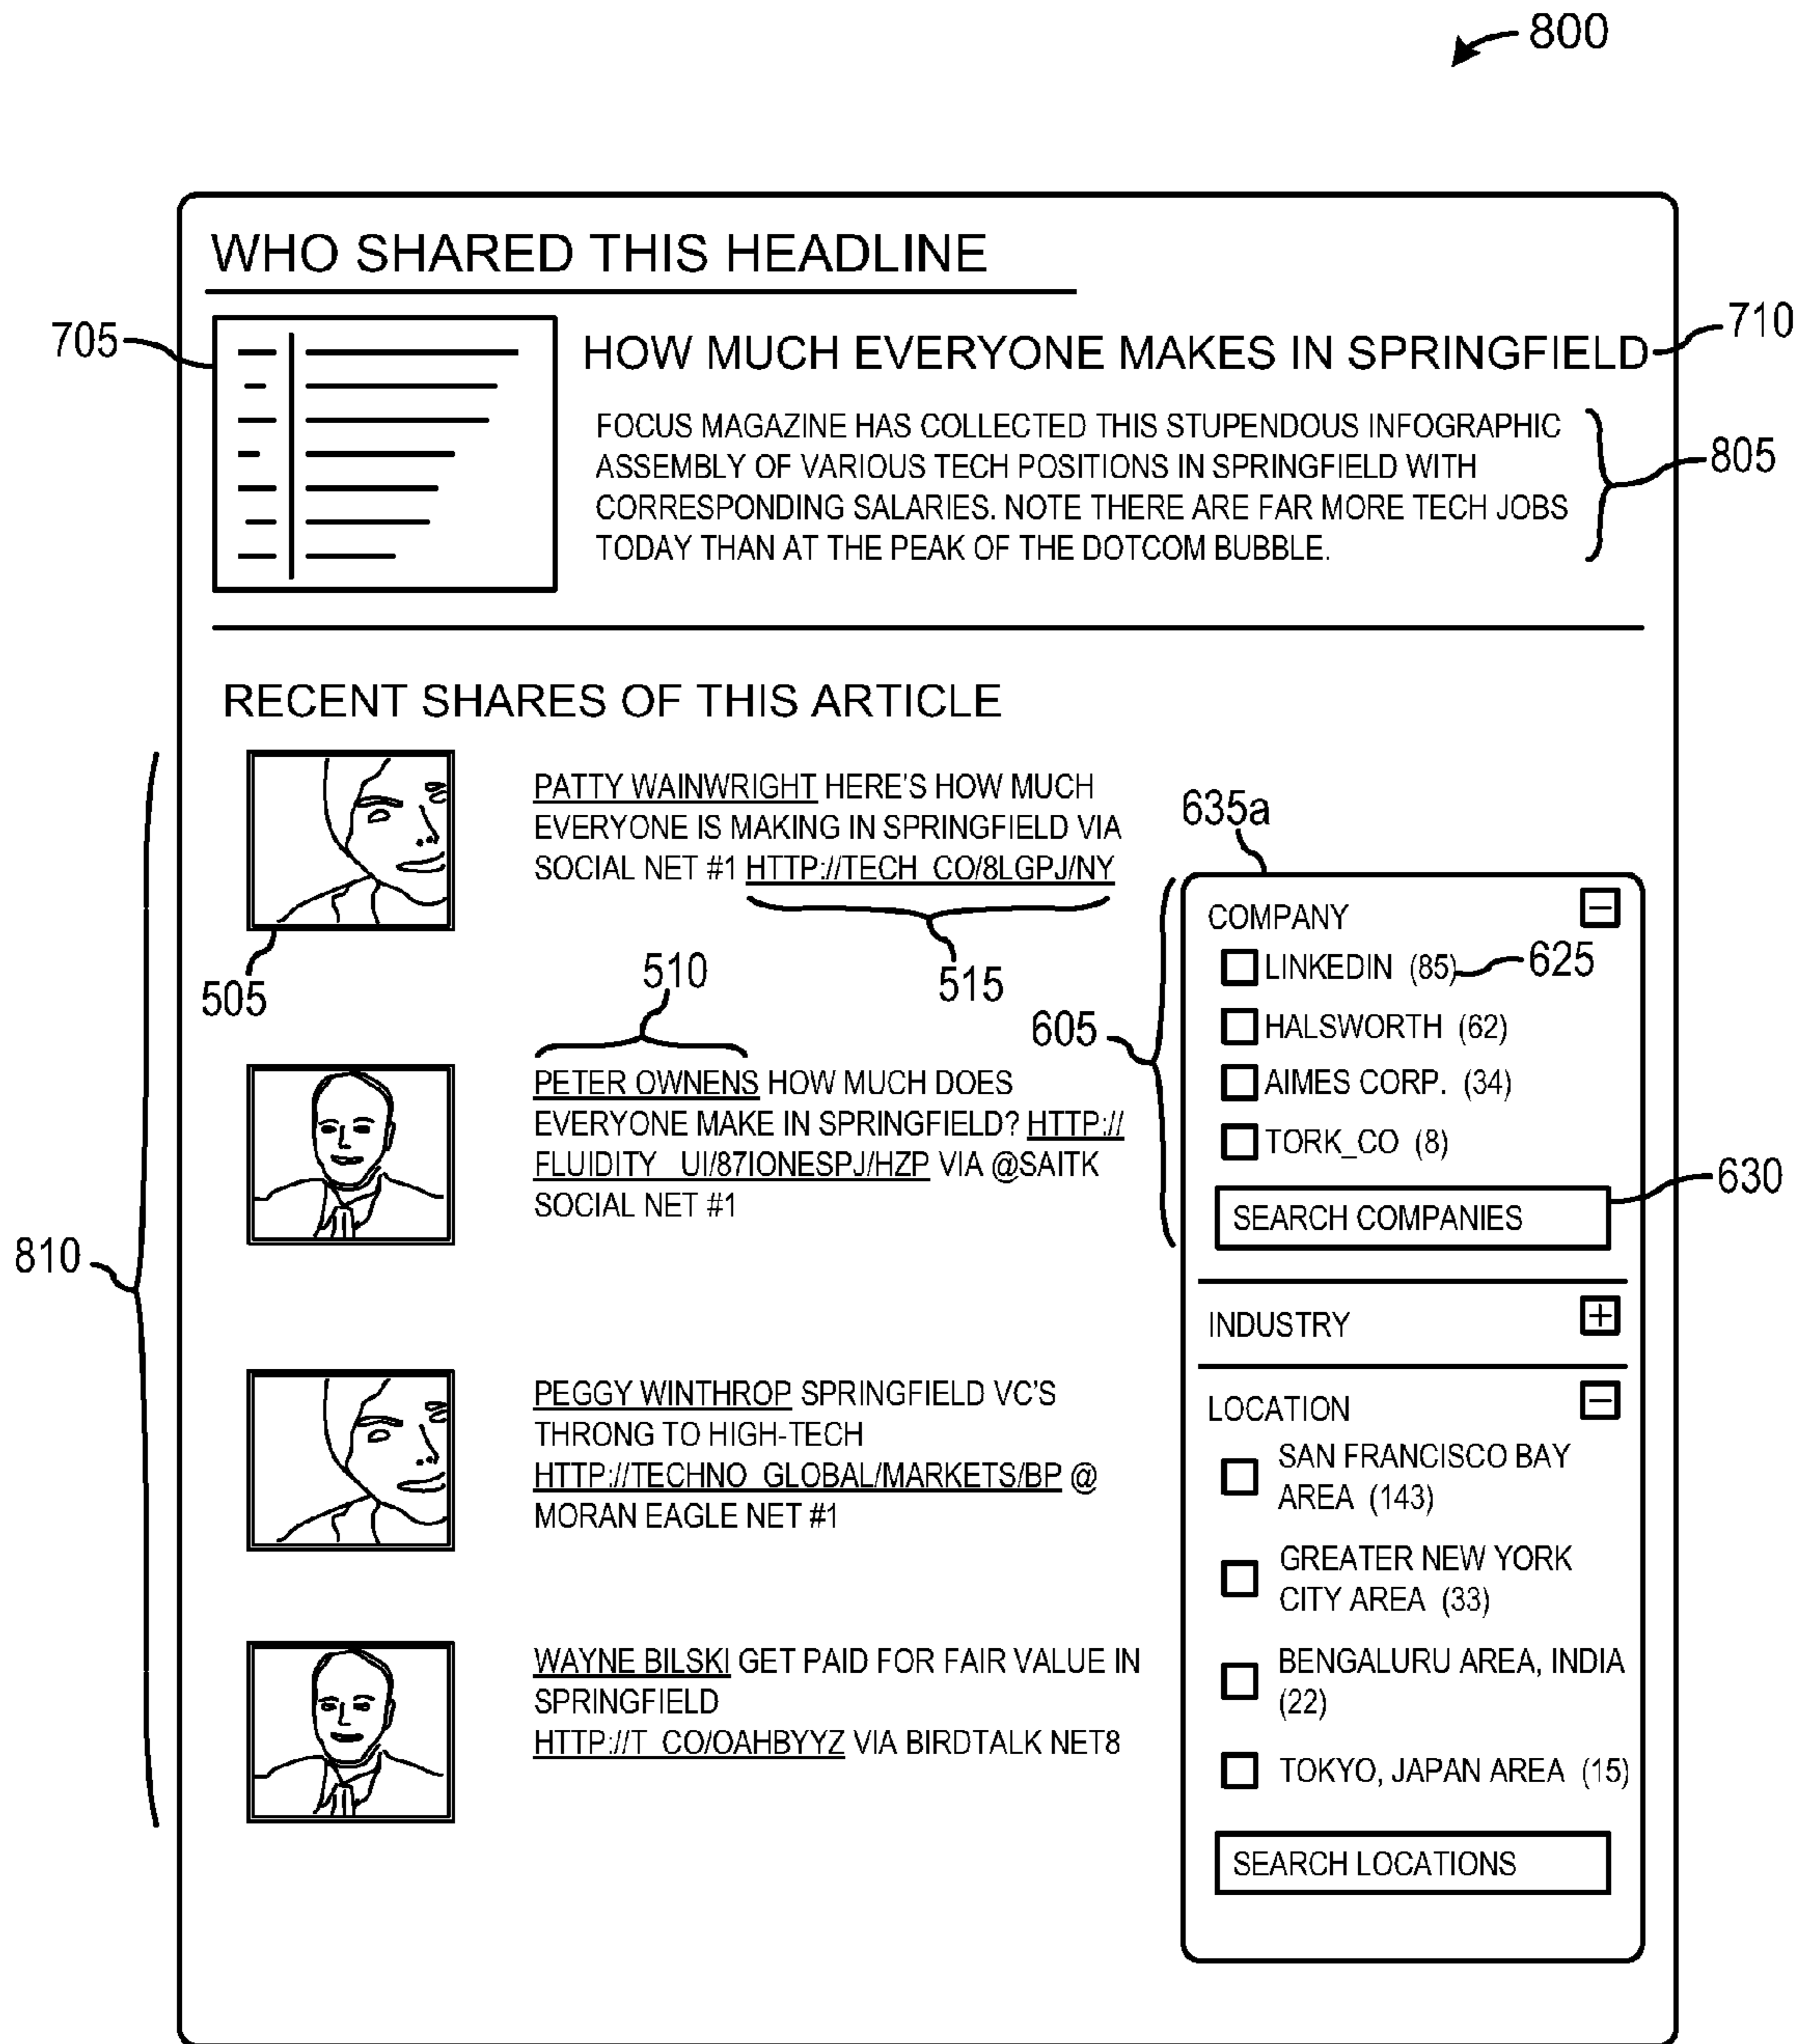 800
WHO SHARED THIS HEADLINE
705
HOW MUCH EVERYONE MAKES IN SPRINGFIELD
710
FOCUS MAGAZINE HAS COLLECTED THIS STUPENDOUS INFOGRAPHIC
ASSEMBLY OF VARIOUS TECH POSITIONS IN SPRINGFIELD WITH
CORRESPONDING SALARIES. NOTE THERE ARE FAR MORE TECH JOBS
TODAY THAN AT THE PEAK OF THE DOTCOM BUBBLE.
805
RECENT SHARES OF THIS ARTICLE
810
505
PATTY WAINWRIGHT HERE'S HOW MUCH
EVERYONE IS MAKING IN SPRINGFIELD VIA
SOCIAL NET #1 HTTP://TECH_CO/8LGPJ/NY
515
510
PETER OWNENS HOW MUCH DOES
EVERYONE MAKE IN SPRINGFIELD? HTTP://
FLUIDITY_UI/87IONESPJ/HZP VIA @SAITK
SOCIAL NET #1
PEGGY WINTHROP SPRINGFIELD VC'S
THRONG TO HIGH-TECH
HTTP://TECHNO_GLOBAL/MARKETS/BP @
MORAN EAGLE NET #1
WAYNE BILSKI GET PAID FOR FAIR VALUE IN
SPRINGFIELD
HTTP://T_CO/OAHBYYZ VIA BIRDTALK NET8
635a
605
COMPANY
LINKEDIN (85)
625
HALSWORTH (62)
AIMES CORP. (34)
TORK_CO (8)
SEARCH COMPANIES
630
INDUSTRY
LOCATION
SAN FRANCISCO BAY
AREA (143)
GREATER NEW YORK
CITY AREA (33)
BENGALURU AREA, INDIA
(22)
TOKYO, JAPAN AREA (15)
SEARCH LOCATIONS